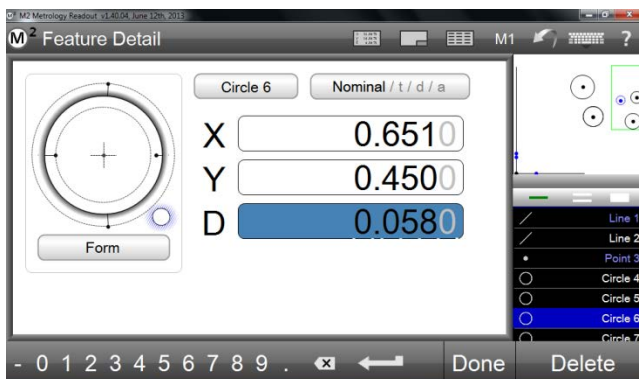 M² Metrology Readout v1.40.04, June 12th, 2013
M² Feature Detail
M1
?
Circle 6
Nominal / t / d / a
X 0.6510
Y 0.4500
D 0.0580
Form
Line 1
Line 2
Point 3
Circle 4
Circle 5
Circle 6
Circle 7
- 0 1 2 3 4 5 6 7 8 9 . Done Delete